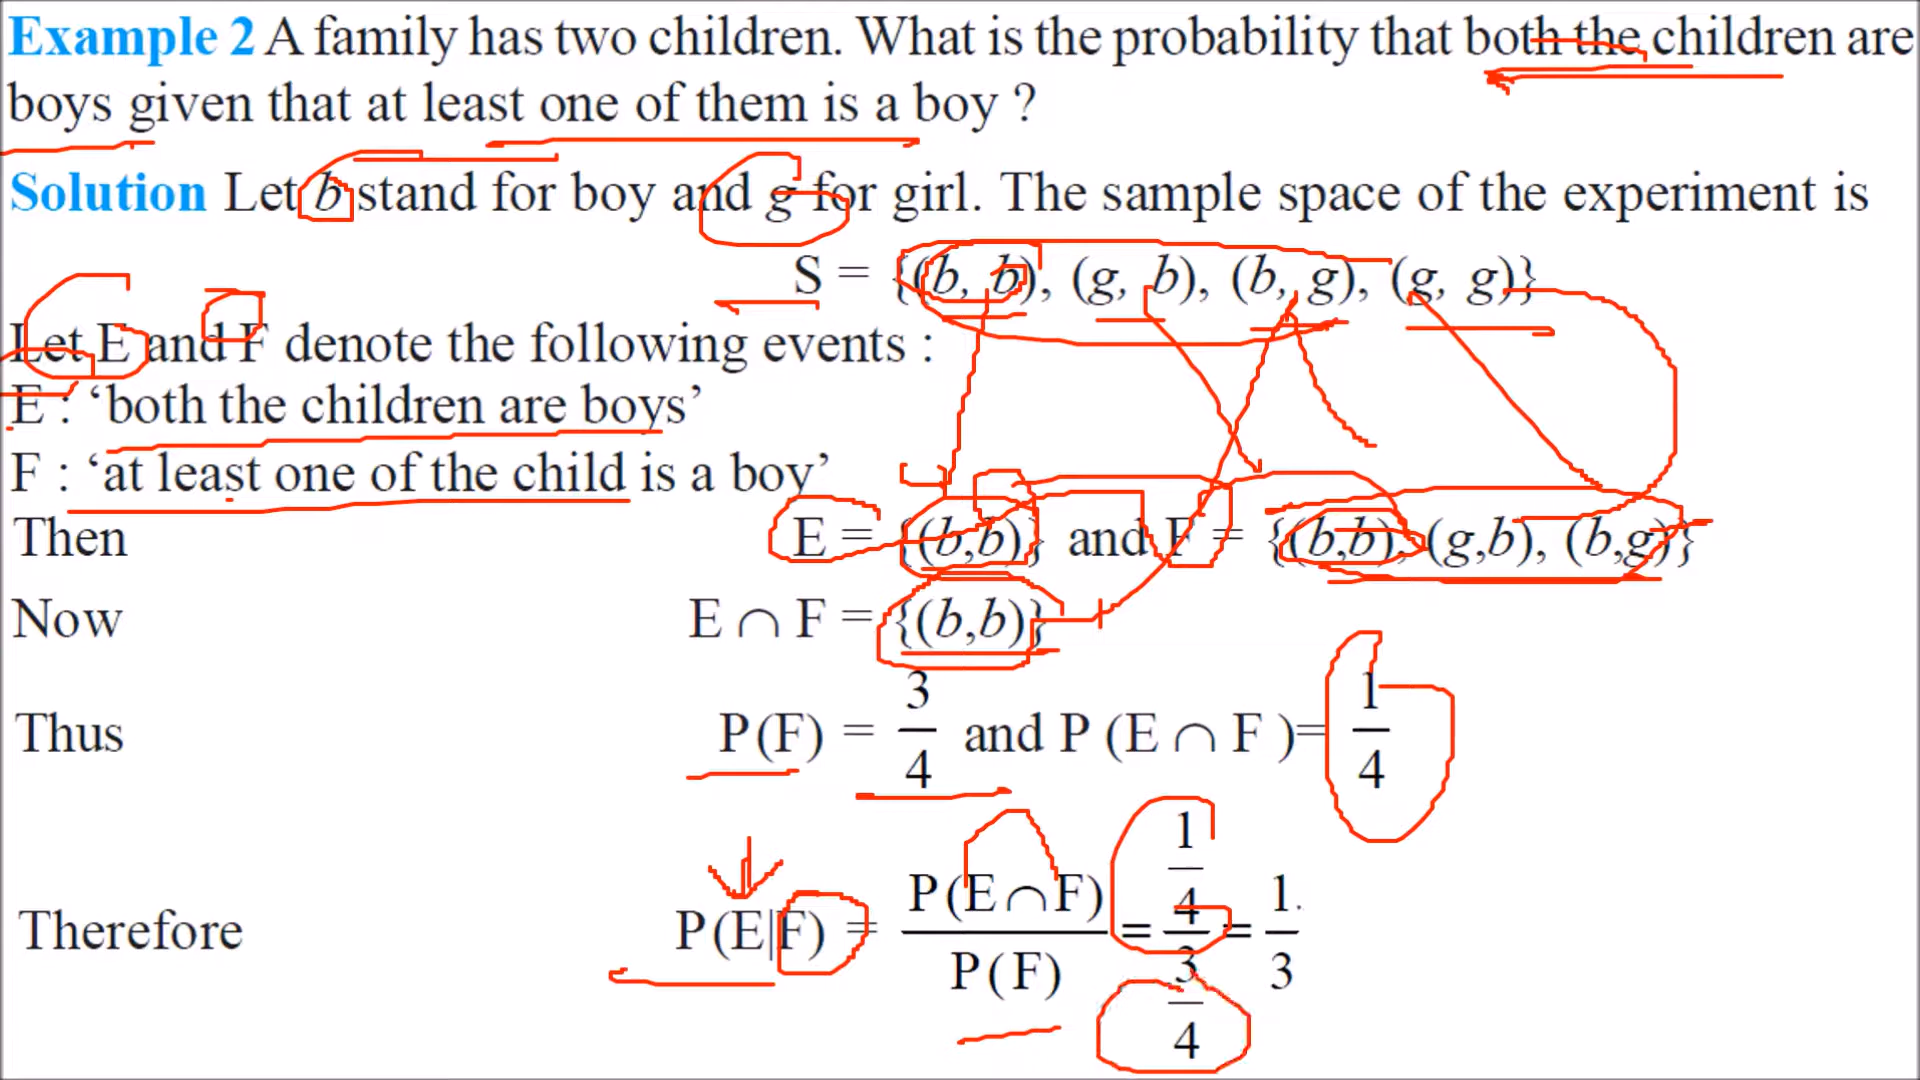 Example 2 A family has two children. What is the probability that both the children are
boys given that at least one of them is a boy ?
Solution Let b stand for boy and g for girl. The sample space of the experiment is
S = {(b, b), (g, b), (b, g), (g, g)}
Let E and F denote the following events :
E : ‘both the children are boys’
F : ‘at least one of the child is a boy’
Then E = {(b,b)} and F = {(b,b), (g,b), (b,g)}
Now E ∩ F = {(b,b)}
Thus P(F) = 3/4 and P (E ∩ F )= 1/4
Therefore P(E|F) = P(E∩F)/P(F) = (1/4)/(3/4) = 1/3.